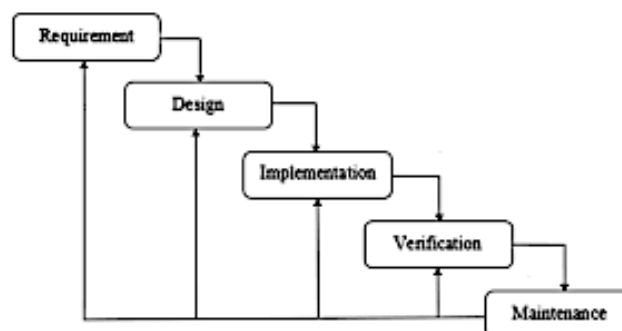 Requirement
Design
Implementation
Verification
Maintenance